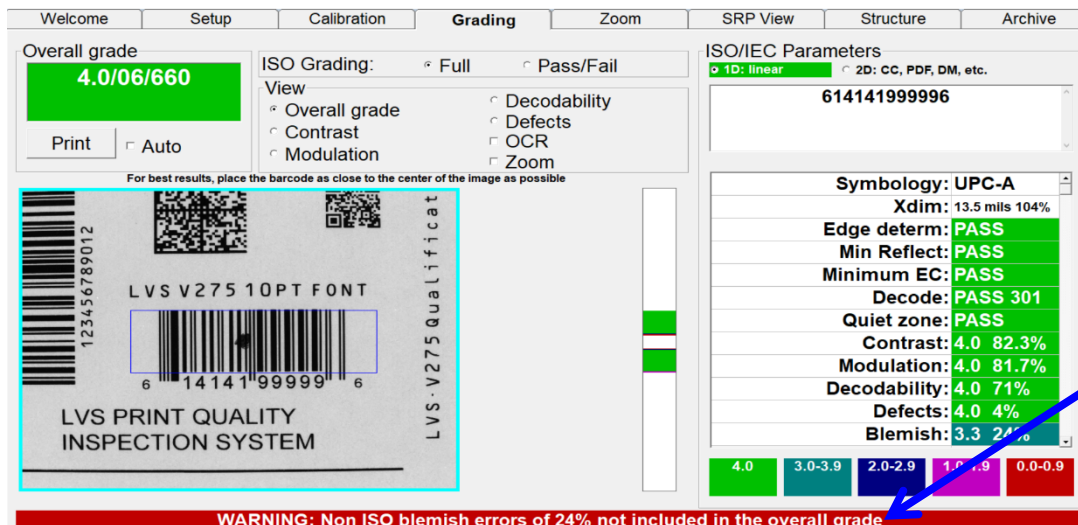 Welcome
Setup
Calibration
Grading
Zoom
SRP View
Structure
Archive
Overall grade
4.0/06/660
Print
Auto
ISO Grading:
Full
Pass/Fail
View
Overall grade
Contrast
Modulation
Decodability
Defects
OCR
Zoom
For best results, place the barcode as close to the center of the image as possible
123456789012
LVS V275 10PT FONT
6 14141 99999 6
LVS PRINT QUALITY
INSPECTION SYSTEM
LVS-V275 Qualificat
ISO/IEC Parameters
1D: linear
2D: CC, PDF, DM, etc.
614141999996
Symbology: UPC-A
Xdim: 13.5 mils 104%
Edge determ: PASS
Min Reflect: PASS
Minimum EC: PASS
Decode: PASS 301
Quiet zone: PASS
Contrast: 4.0 82.3%
Modulation: 4.0 81.7%
Decodability: 4.0 71%
Defects: 4.0 4%
Blemish: 3.3 24%
4.0
3.0-3.9
2.0-2.9
1.0-1.9
0.0-0.9
WARNING: Non ISO blemish errors of 24% not included in the overall grade